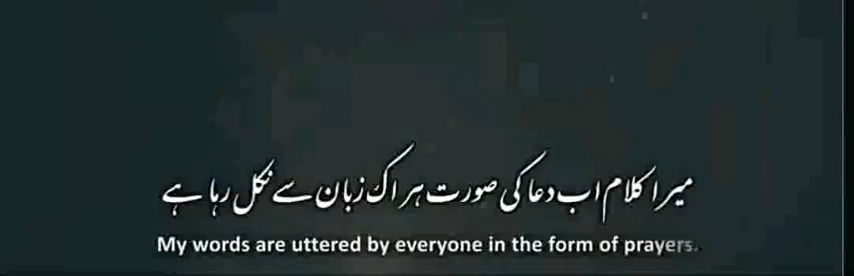 میرا کلام اب دعا کی صورت ہر اک زبان سے نکل رہا ہے
My words are uttered by everyone in the form of prayers.